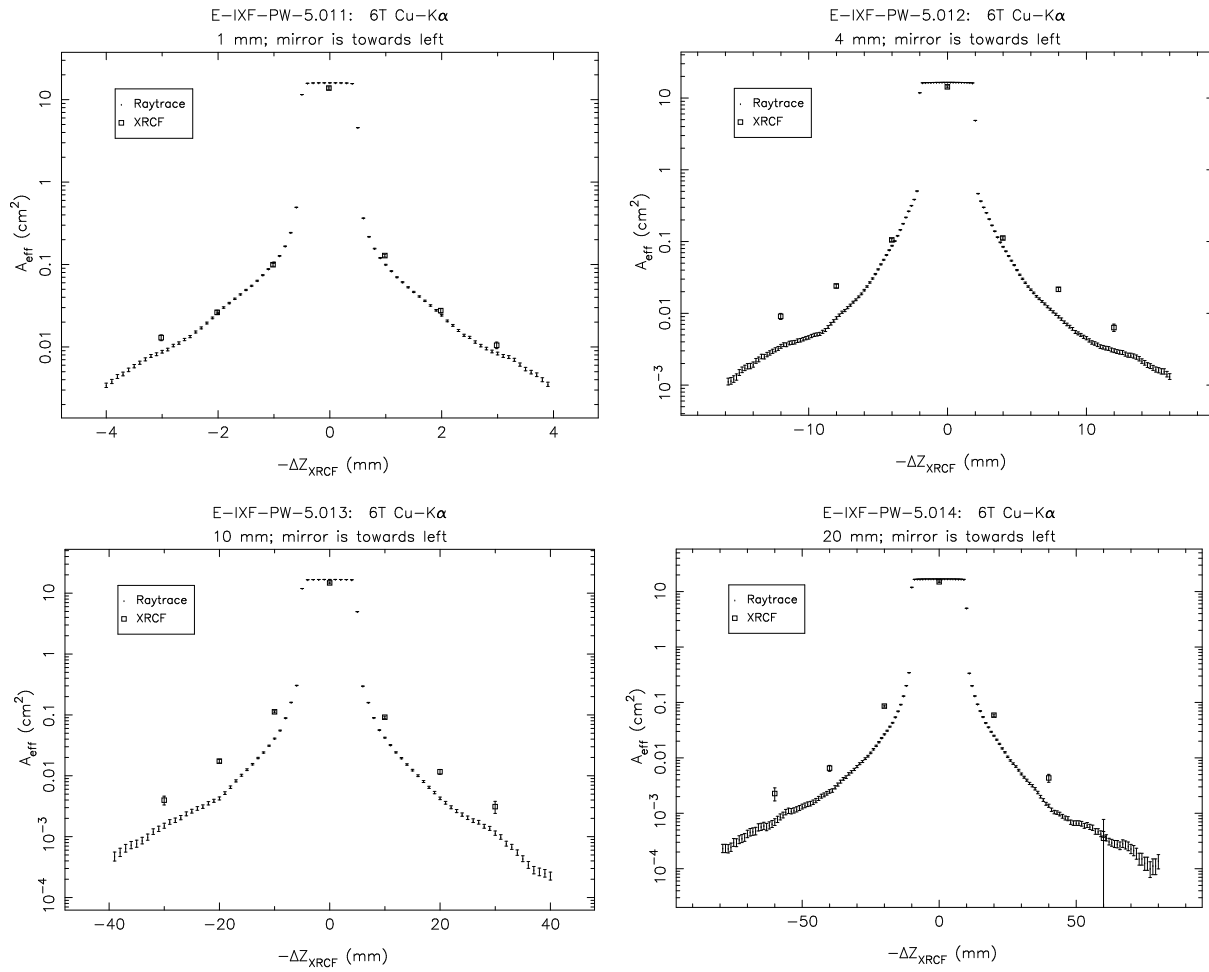 E-IXF-PW-5.011: 6T Cu-Kα
1 mm; mirror is towards left
Raytrace
XRCF
10
1
0.1
0.01
A_eff (cm²)
−4 −2 0 2 4
−ΔZ_XRCF (mm)
E-IXF-PW-5.012: 6T Cu-Kα
4 mm; mirror is towards left
Raytrace
XRCF
10
1
0.1
0.01
10⁻³
A_eff (cm²)
−10 0 10
−ΔZ_XRCF (mm)
E-IXF-PW-5.013: 6T Cu-Kα
10 mm; mirror is towards left
Raytrace
XRCF
10
1
0.1
0.01
10⁻³
10⁻⁴
A_eff (cm²)
−40 −20 0 20 40
−ΔZ_XRCF (mm)
E-IXF-PW-5.014: 6T Cu-Kα
20 mm; mirror is towards left
Raytrace
XRCF
10
1
0.1
0.01
10⁻³
10⁻⁴
A_eff (cm²)
−50 0 50
−ΔZ_XRCF (mm)